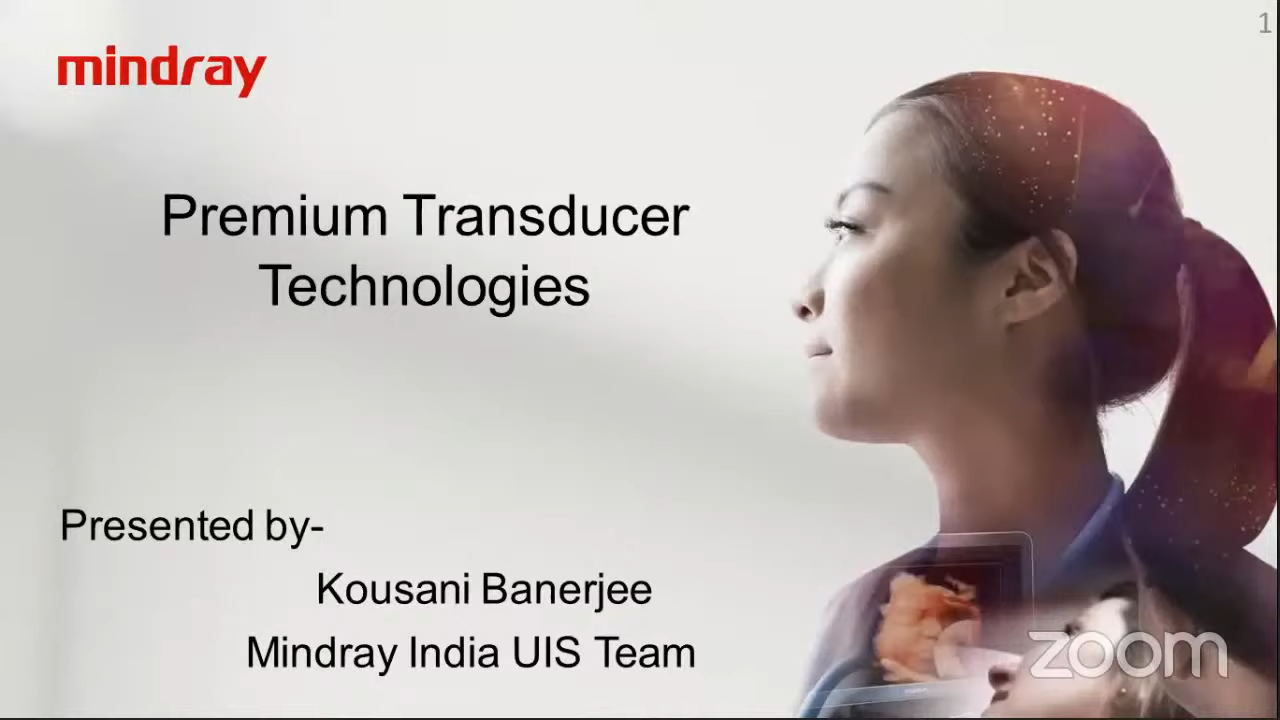 1
mindray
Premium Transducer
Technologies
Presented by-
Kousani Banerjee
Mindray India UIS Team
zoom